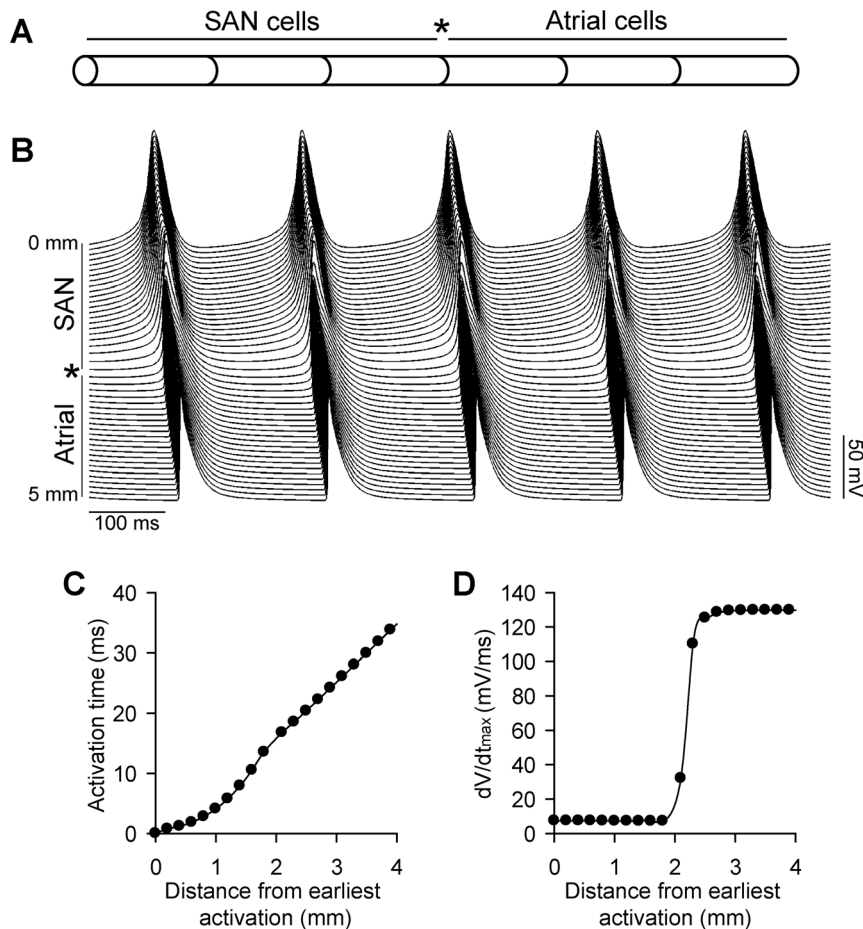 A
SAN cells * Atrial cells
B
0 mm
SAN
*
Atrial
5 mm
100 ms
50 mV
C
40
30
20
10
0
Activation time (ms)
0 1 2 3 4
Distance from earliest
activation (mm)
D
140
120
100
80
60
40
20
0
dV/dtmax (mV/ms)
0 1 2 3 4
Distance from earliest
activation (mm)